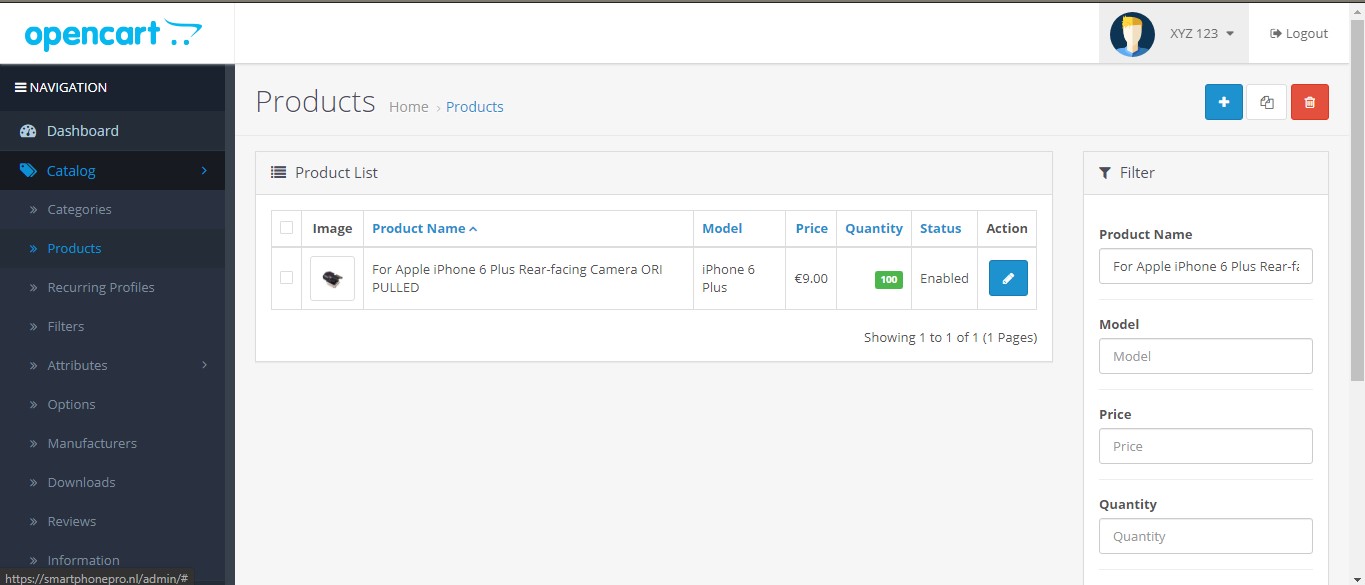 opencart
XYZ 123
Logout
NAVIGATION
Dashboard
Catalog
Categories
Products
Recurring Profiles
Filters
Attributes
Options
Manufacturers
Downloads
Reviews
Information
https://smartphonepro.nl/admin/#
Products Home › Products
Product List
Image Product Name Model Price Quantity Status Action
For Apple iPhone 6 Plus Rear-facing Camera ORI
PULLED
iPhone 6
Plus
€9.00
100
Enabled
Showing 1 to 1 of 1 (1 Pages)
Filter
Product Name
For Apple iPhone 6 Plus Rear-fa
Model
Model
Price
Price
Quantity
Quantity